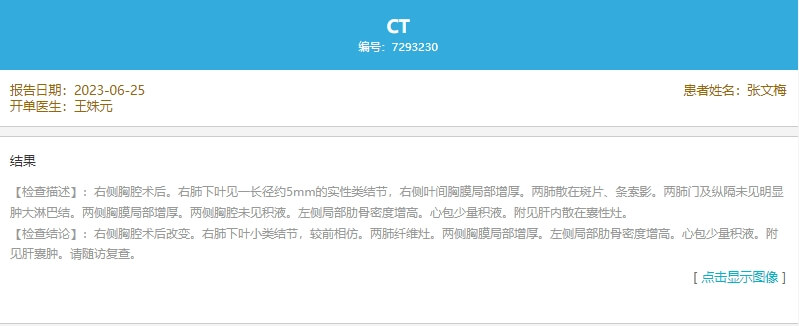 CT
编号：7293230
报告日期：2023-06-25
患者姓名：张文梅
开单医生：王姝元
结果
【检查描述】：右侧胸腔术后。右肺下叶见一长径约5mm的实性类结节，右侧叶间胸膜局部增厚。两肺散在斑片、条索影。两肺门及纵隔未见明显
肿大淋巴结。两侧胸膜局部增厚。两侧胸腔未见积液。左侧局部肋骨密度增高。心包少量积液。附见肝内散在囊性灶。
【检查结论】：右侧胸腔术后改变。右肺下叶小类结节，较前相仿。两肺纤维灶。两侧胸膜局部增厚。左侧局部肋骨密度增高。心包少量积液。附
见肝囊肿。请随访复查。
[ 点击显示图像 ]